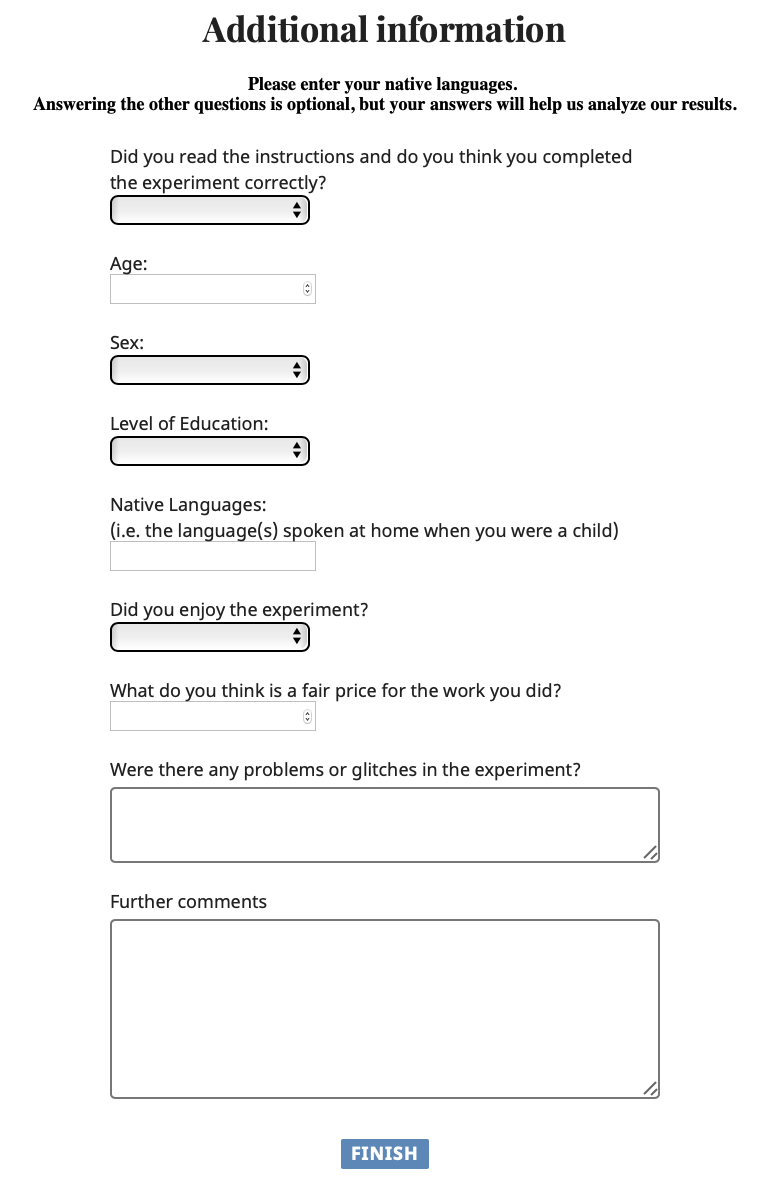 Additional information
Please enter your native languages.
Answering the other questions is optional, but your answers will help us analyze our results.
Did you read the instructions and do you think you completed
the experiment correctly?
Age:
Sex:
Level of Education:
Native Languages:
(i.e. the language(s) spoken at home when you were a child)
Did you enjoy the experiment?
What do you think is a fair price for the work you did?
Were there any problems or glitches in the experiment?
Further comments
FINISH